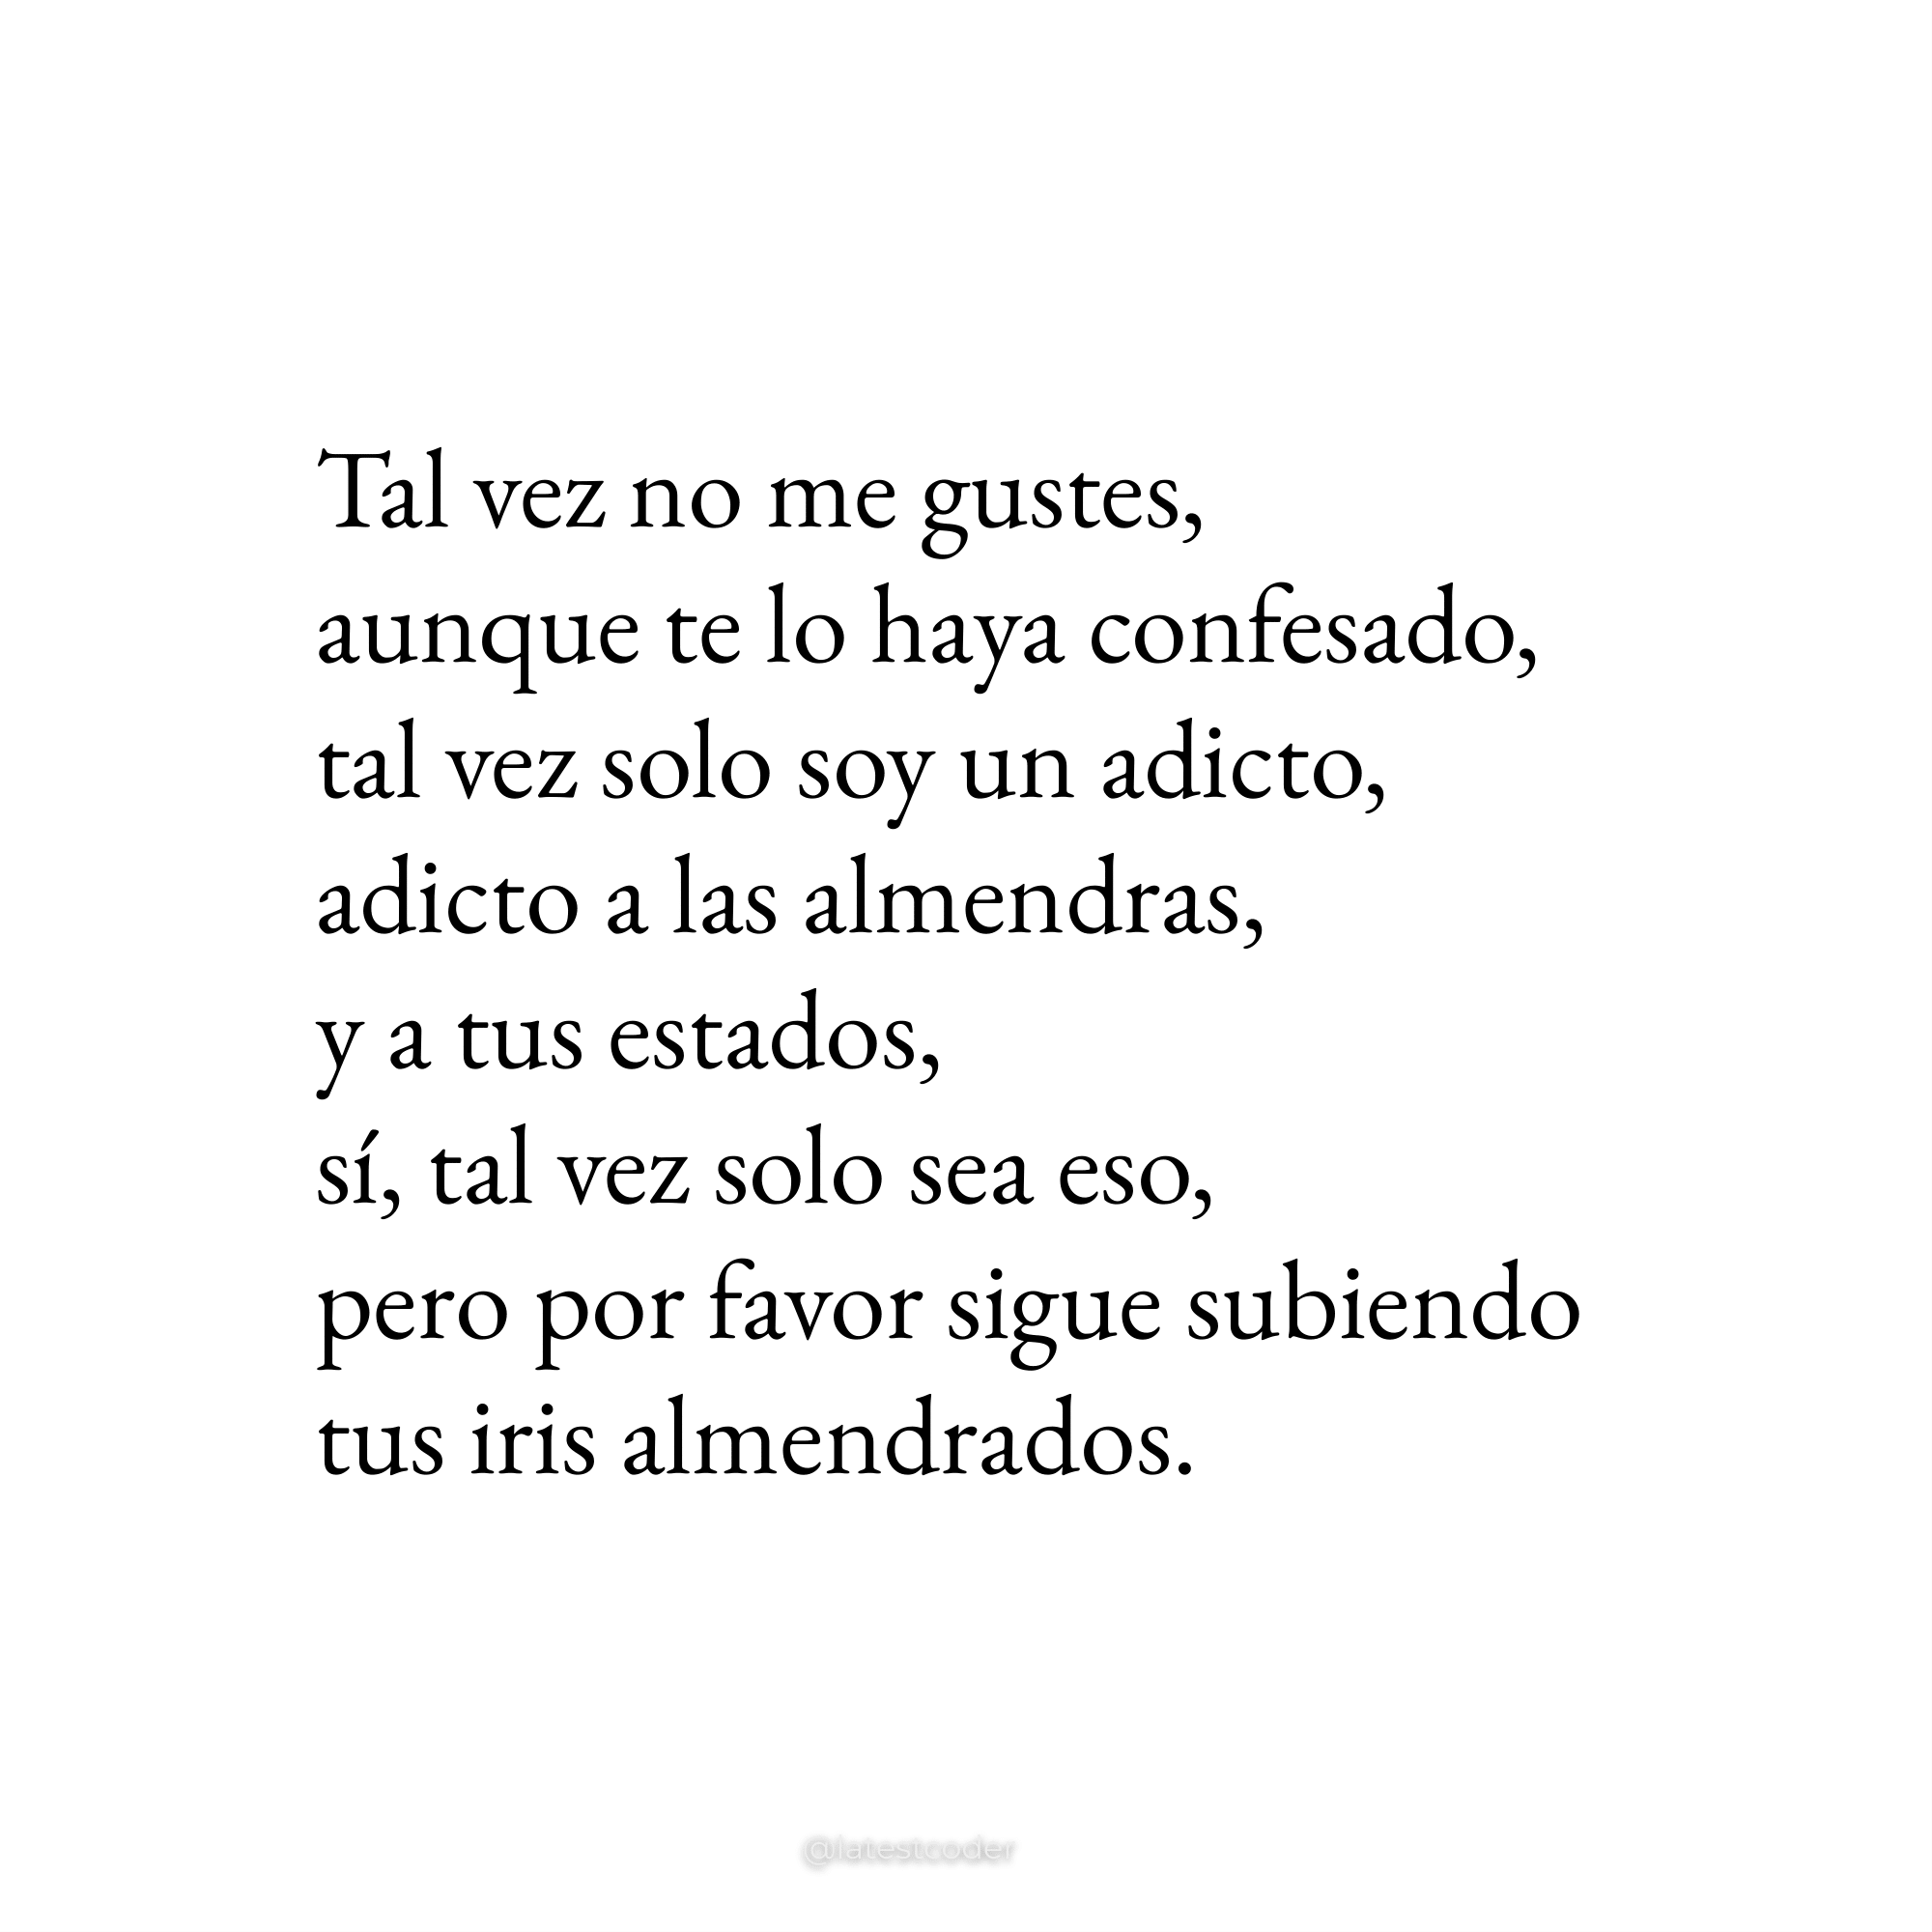 Tal vez no me gustes,
aunque te lo haya confesado,
tal vez solo soy un adicto,
adicto a las almendras,
y a tus estados,
sí, tal vez solo sea eso,
pero por favor sigue subiendo
tus iris almendrados.
@latestcoder